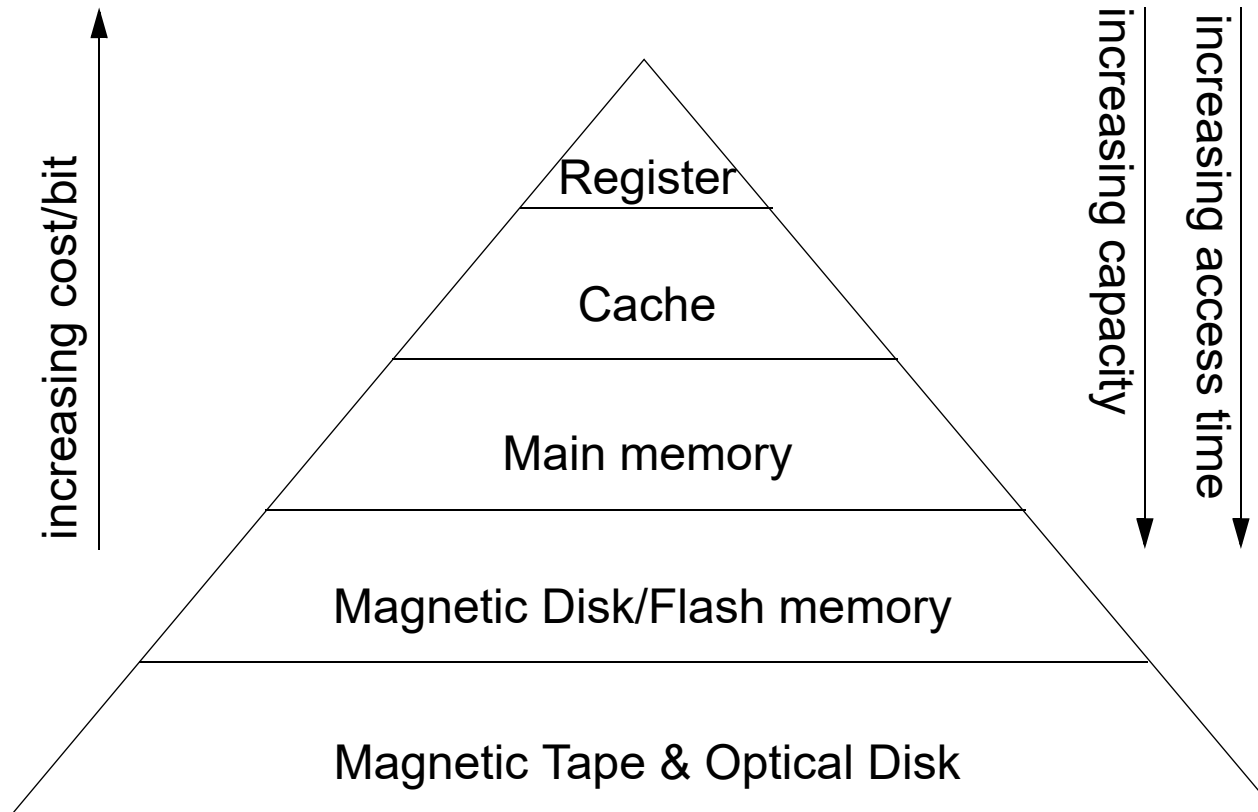 increasing cost/bit
Register
Cache
Main memory
Magnetic Disk/Flash memory
Magnetic Tape & Optical Disk
increasing capacity
increasing access time